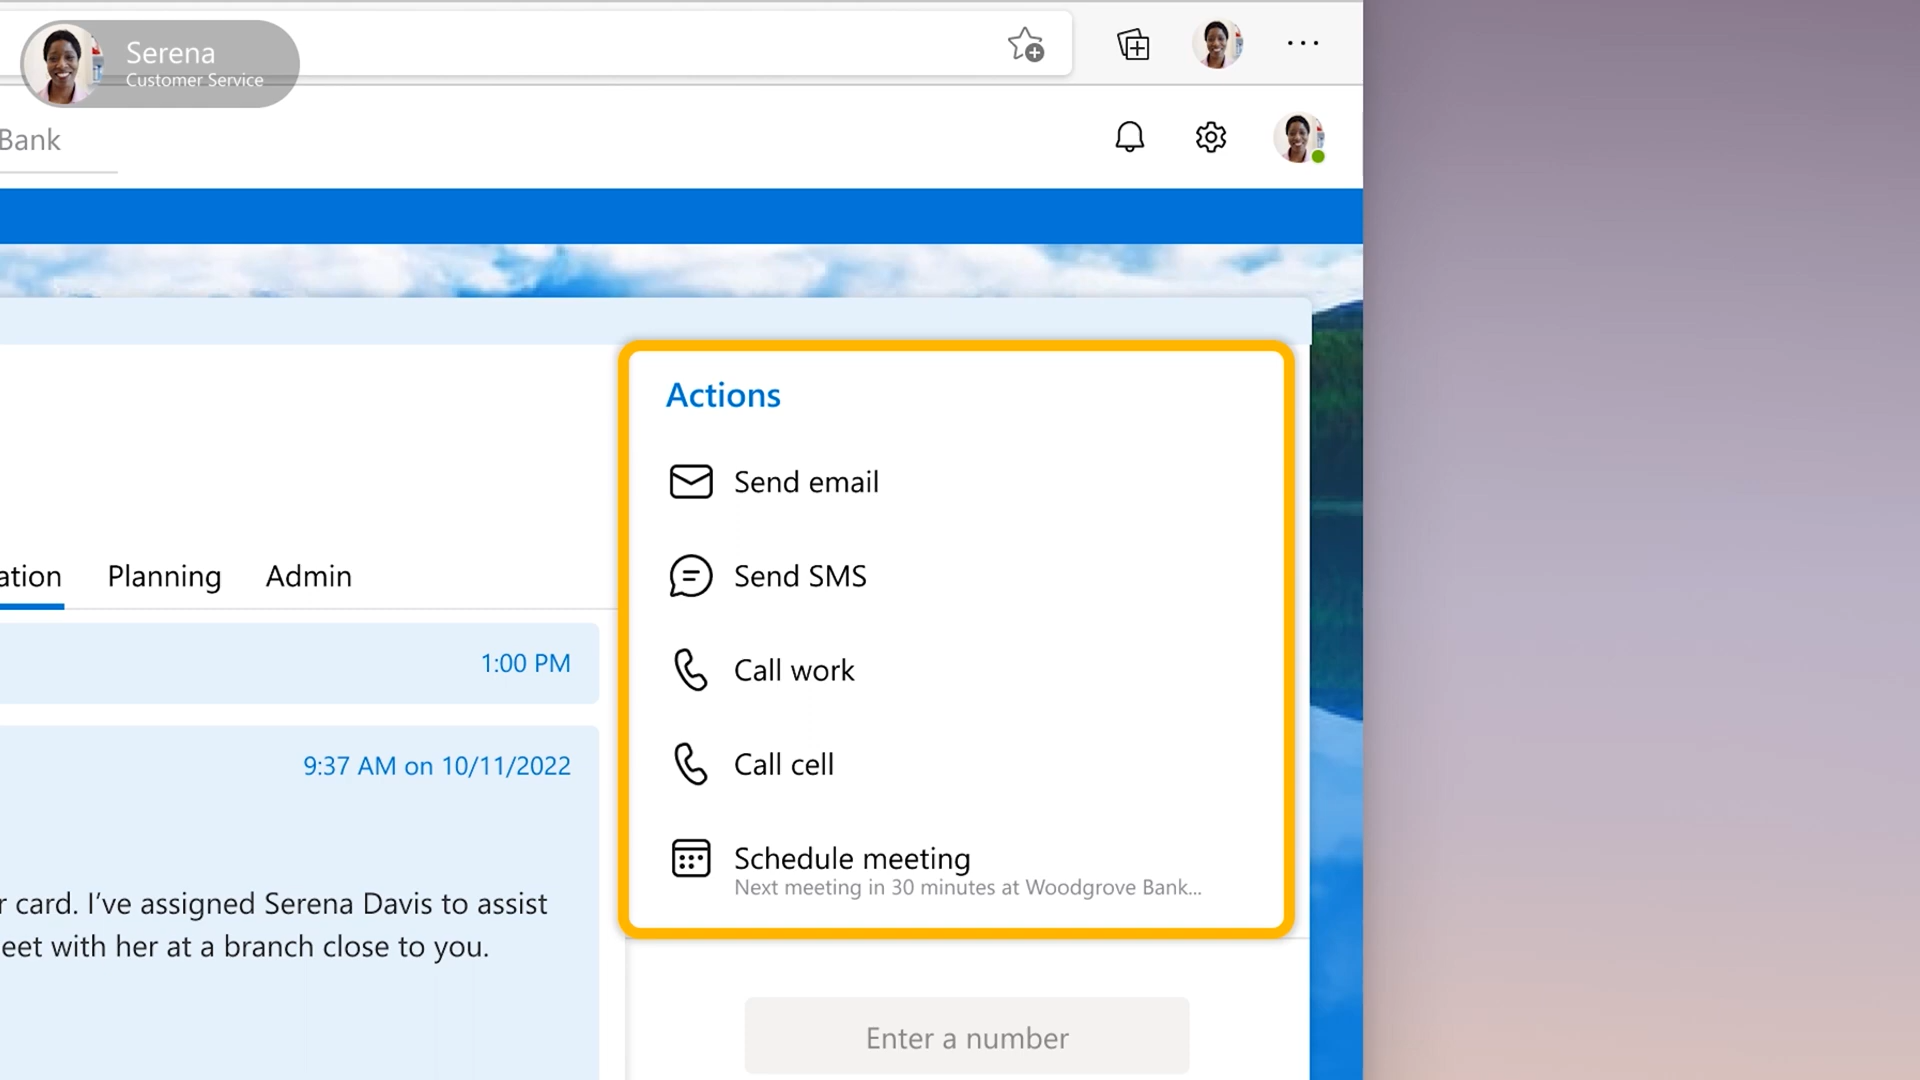 Serena
Customer Service
Bank
Actions
Send email
Send SMS
Call work
Call cell
Schedule meeting
Next meeting in 30 minutes at Woodgrove Bank...
ation
Planning
Admin
1:00 PM
9:37 AM on 10/11/2022
r card. I’ve assigned Serena Davis to assist
eet with her at a branch close to you.
Enter a number